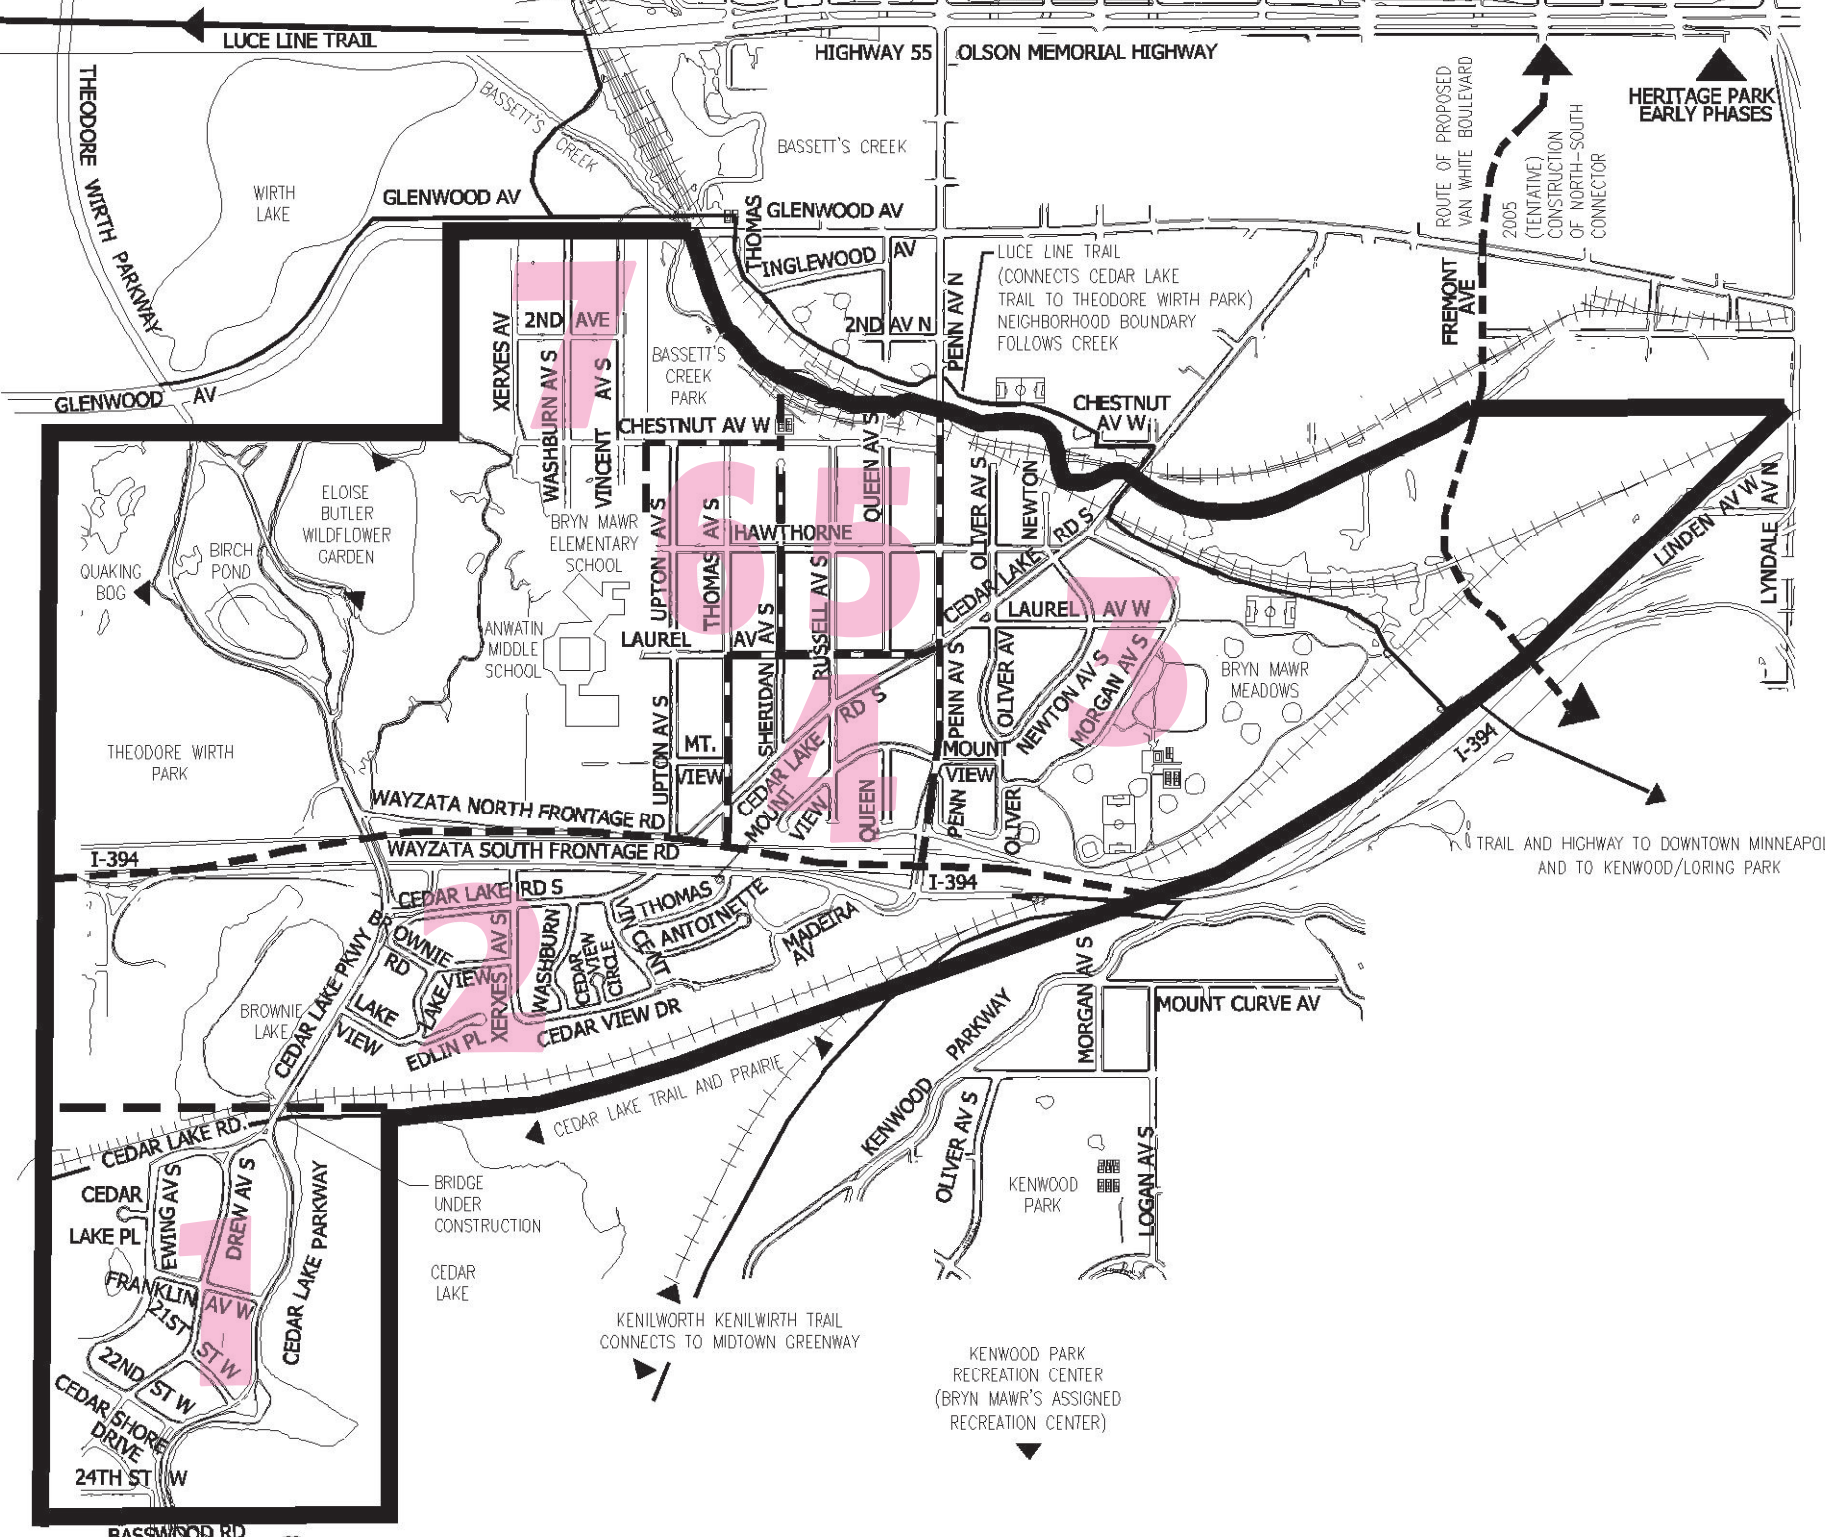 LUCE LINE TRAIL
HIGHWAY 55
OLSON MEMORIAL HIGHWAY
THEODORE WIRTH PARKWAY
BASSETT'S
CREEK
BASSETT'S CREEK
ROUTE OF PROPOSED
VAN WHITE BOULEVARD
2005
(TENTATIVE)
CONSTRUCTION
OF NORTH-SOUTH
CONNECTOR
HERITAGE PARK
EARLY PHASES
WIRTH
LAKE
GLENWOOD AV
THOMAS
GLENWOOD AV
INGLEWOOD AV
LUCE LINE TRAIL
(CONNECTS CEDAR LAKE
TRAIL TO THEODORE WIRTH PARK)
NEIGHBORHOOD BOUNDARY
FOLLOWS CREEK
PENN AV N
FREMONT
AVE
7
2ND AVE
2ND AV N
XERXES AV
WASHBURN AV S
VINCENT AV S
BASSETT'S
CREEK
PARK
GLENWOOD AV
CHESTNUT AV W
CHESTNUT
AV W
QUEEN AV S
ELOISE
BUTLER
WILDFLOWER
GARDEN
BIRCH
POND
QUAKING
BOG
BRYN MAWR
ELEMENTARY
SCHOOL
6
5
UPTON AV S
THOMAS AV S
HAWTHORNE
OLIVER AV S
NEWTON
CEDAR LAKE RD S
LINDEN AV W
LYNDALE AV N
3
LAUREL AV W
ANWATIN
MIDDLE
SCHOOL
LAUREL AV
SHERIDAN AV S
RUSSELL AV S
PENN AV S
OLIVER AV
NEWTON AV S
MORGAN AV S
BRYN MAWR
MEADOWS
THEODORE WIRTH
PARK
UPTON AV S
MT.
VIEW
4
CEDAR LAKE RD S
MOUNT
VIEW
QUEEN
MOUNT
VIEW
PENN
OLIVER
I-394
WAYZATA NORTH FRONTAGE RD
WAYZATA SOUTH FRONTAGE RD
I-394
I-394
TRAIL AND HIGHWAY TO DOWNTOWN MINNEAPOL
AND TO KENWOOD/LORING PARK
2
CEDAR LAKE RD S
BROWNIE
RD
LAKE
VIEW
LAKE VIEW
EDLIN PL
XERXES AV S
WASHBURN
CEDAR
VIEW
CIRCLE
VINCENT
THOMAS
ANTOINETTE
MADEIRA
AV
CEDAR VIEW DR
BROWNIE
LAKE
CEDAR LAKE PKWY
MORGAN AV S
MOUNT CURVE AV
KENWOOD PARKWAY
CEDAR LAKE TRAIL AND PRAIRIE
CEDAR LAKE RD.
OLIVER AV S
LOGAN AV S
KENWOOD
PARK
BRIDGE
UNDER
CONSTRUCTION
CEDAR
LAKE
CEDAR
LAKE PL
EWING AV S
DREW AV S
CEDAR LAKE PARKWAY
1
FRANKLIN AV W
21ST ST W
22ND ST W
CEDAR SHORE
DRIVE
24TH ST W
BASSWOOD RD
KENILWORTH KENILWIRTH TRAIL
CONNECTS TO MIDTOWN GREENWAY
KENWOOD PARK
RECREATION CENTER
(BRYN MAWR'S ASSIGNED
RECREATION CENTER)